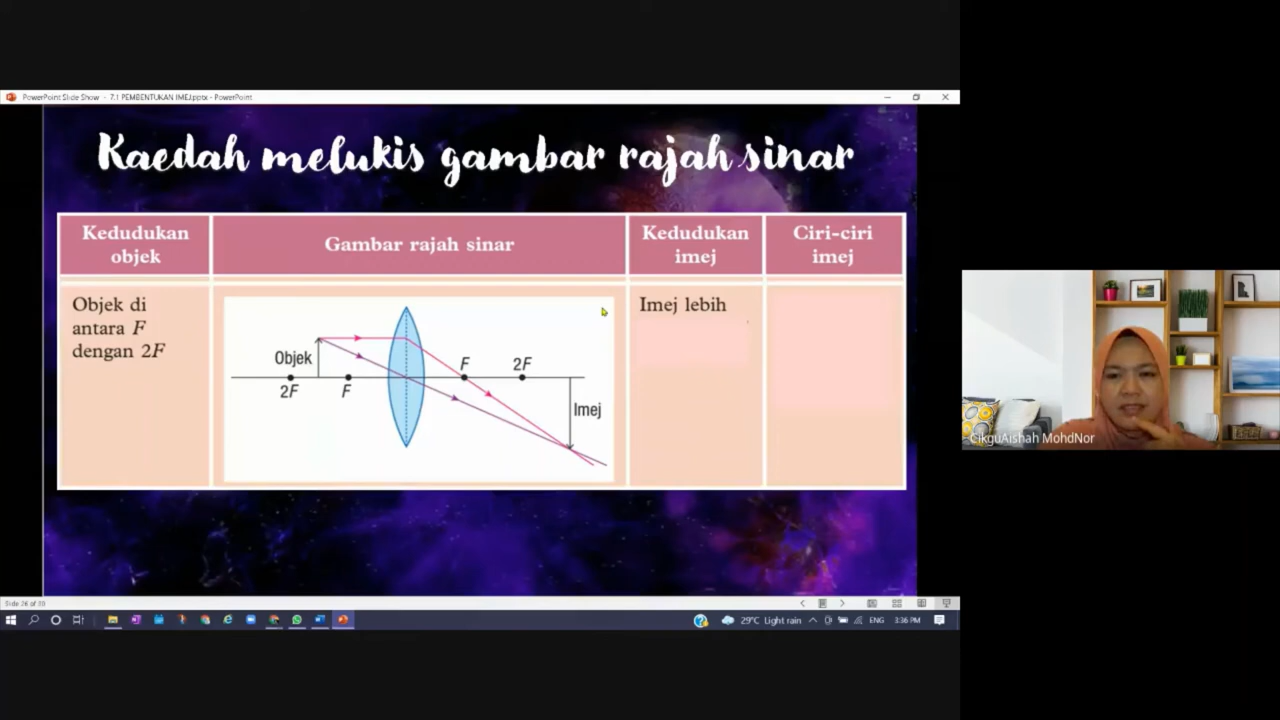 PowerPoint Slide Show - 7.1 PEMBENTUKAN IMEJ.pptx - PowerPoint
Kaedah melukis gambar rajah sinar
Kedudukan
objek
Gambar rajah sinar
Kedudukan
imej
Ciri-ciri
imej
Objek di
antara F
dengan 2F
Objek
2F
F
F
2F
Imej
Imej lebih
CikguAishah MohdNor
29°C Light rain
ENG
3:36 PM